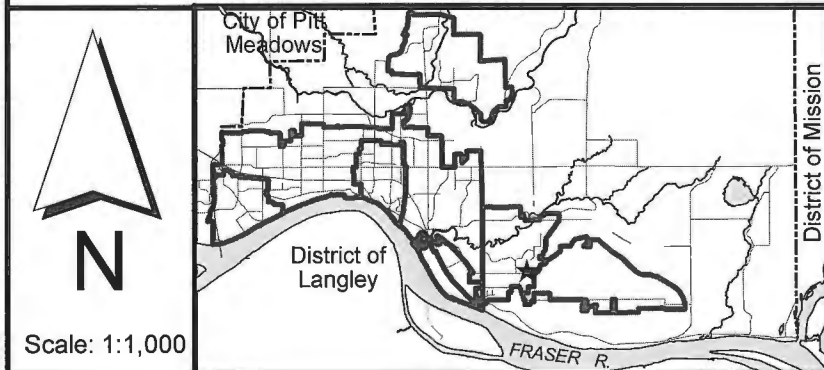 N
Scale: 1:1,000
City of Pitt
Meadows
District of
Langley
District of Mission
FRASER R.